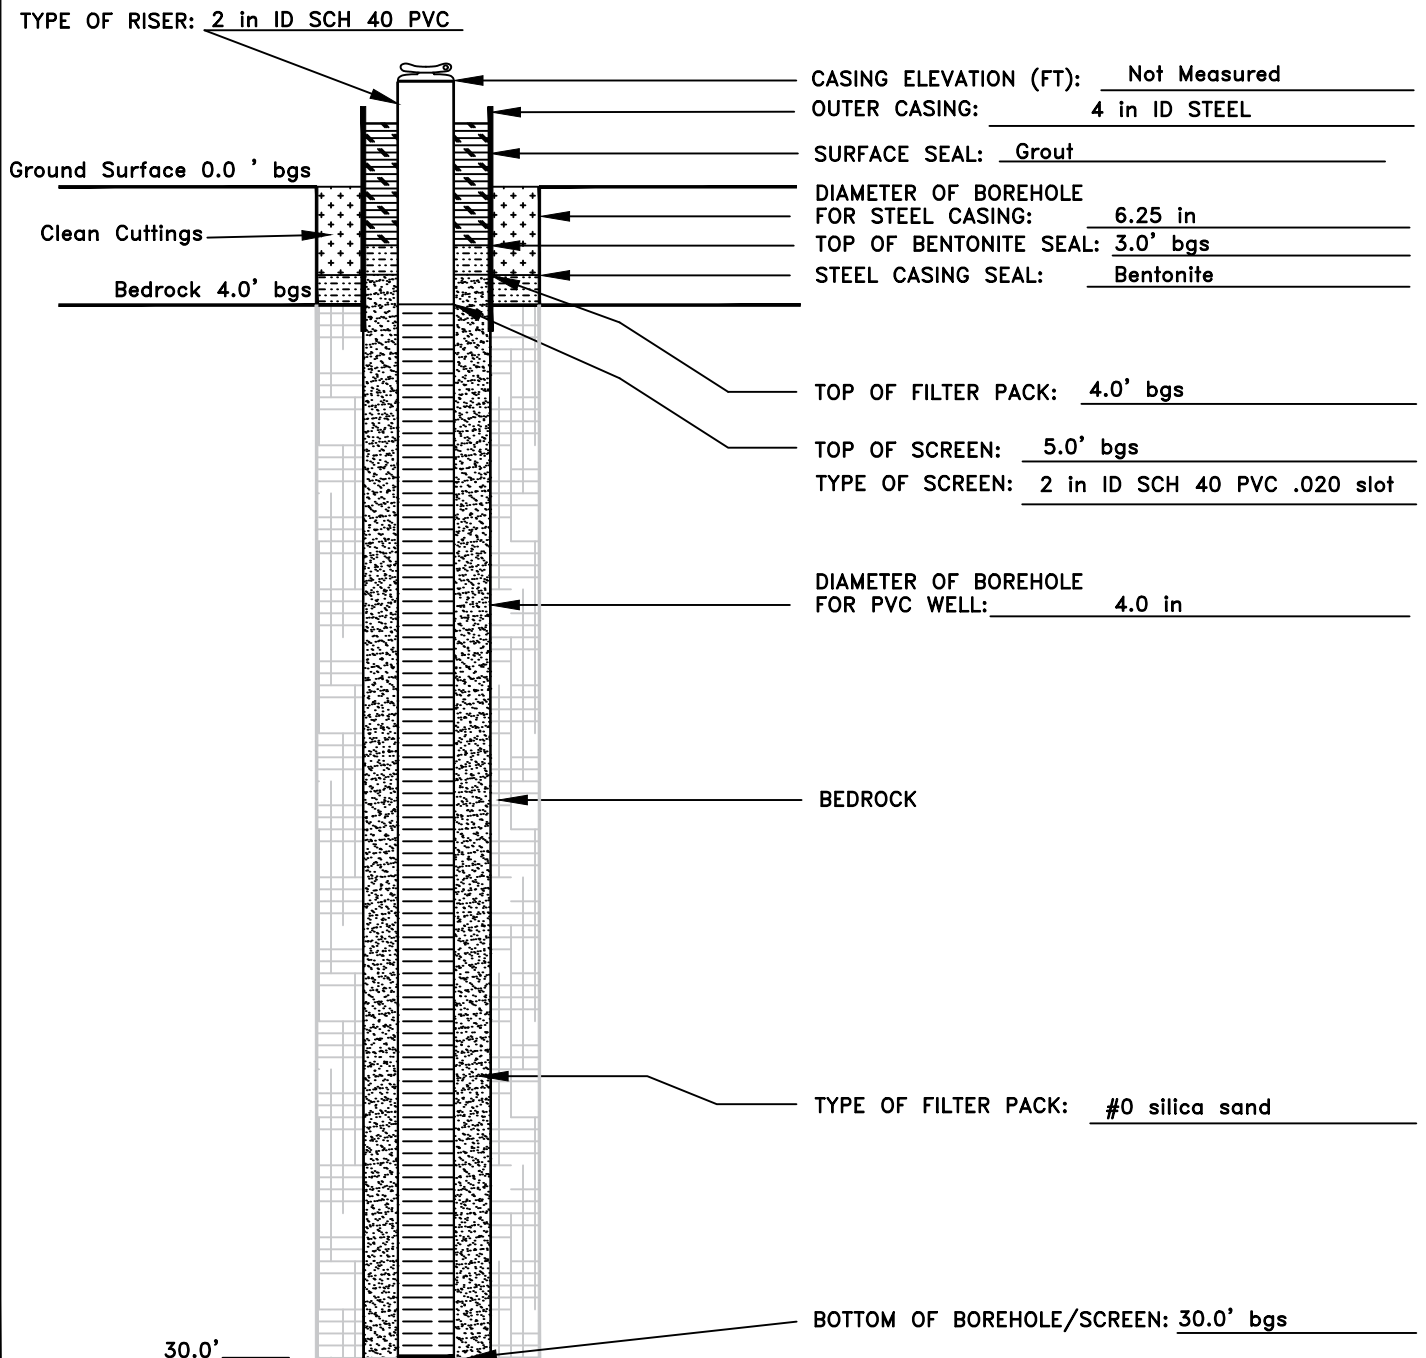 TYPE OF RISER: 2 in ID SCH 40 PVC
CASING ELEVATION (FT): Not Measured
OUTER CASING: 4 in ID STEEL
SURFACE SEAL: Grout
Ground Surface 0.0 ' bgs
DIAMETER OF BOREHOLE
FOR STEEL CASING: 6.25 in
Clean Cuttings
TOP OF BENTONITE SEAL: 3.0' bgs
STEEL CASING SEAL: Bentonite
Bedrock 4.0' bgs
TOP OF FILTER PACK: 4.0' bgs
TOP OF SCREEN: 5.0' bgs
TYPE OF SCREEN: 2 in ID SCH 40 PVC .020 slot
DIAMETER OF BOREHOLE
FOR PVC WELL: 4.0 in
BEDROCK
TYPE OF FILTER PACK: #0 silica sand
BOTTOM OF BOREHOLE/SCREEN: 30.0' bgs
30.0'